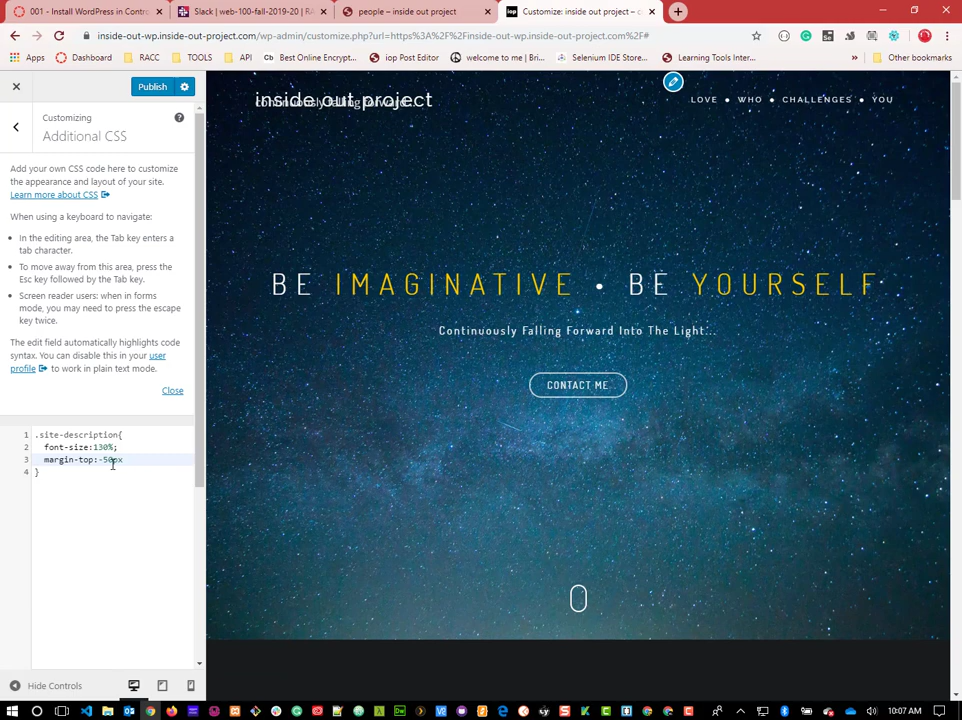 001 - Install WordPress in Contr
Slack | web-100-fall-2019-20 | RA
people – inside out project
Customize: inside out project – c
inside-out-wp.inside-out-project.com/wp-admin/customize.php?url=https%3A%2F%2Finside-out-wp.inside-out-project.com%2F#
Apps
Dashboard
RACC
TOOLS
API
Best Online Encrypt...
iop Post Editor
welcome to me | Bri...
Selenium IDE Store...
Learning Tools Inter...
Other bookmarks
Publish
Customizing
Additional CSS
Add your own CSS code here to customize
the appearance and layout of your site.
Learn more about CSS
When using a keyboard to navigate:
• In the editing area, the Tab key enters a
tab character.
• To move away from this area, press the
Esc key followed by the Tab key.
• Screen reader users: when in forms
mode, you may need to press the escape
key twice.
The edit field automatically highlights code
syntax. You can disable this in your user
profile to work in plain text mode.
Close
1 .site-description{
2 font-size:130%;
3 margin-top:-50px
4 }
Hide Controls
inside out project
continuously falling forward...
LOVE • WHO • CHALLENGES • YOU
BE IMAGINATIVE • BE YOURSELF
Continuously Falling Forward Into The Light...
CONTACT ME.
10:07 AM